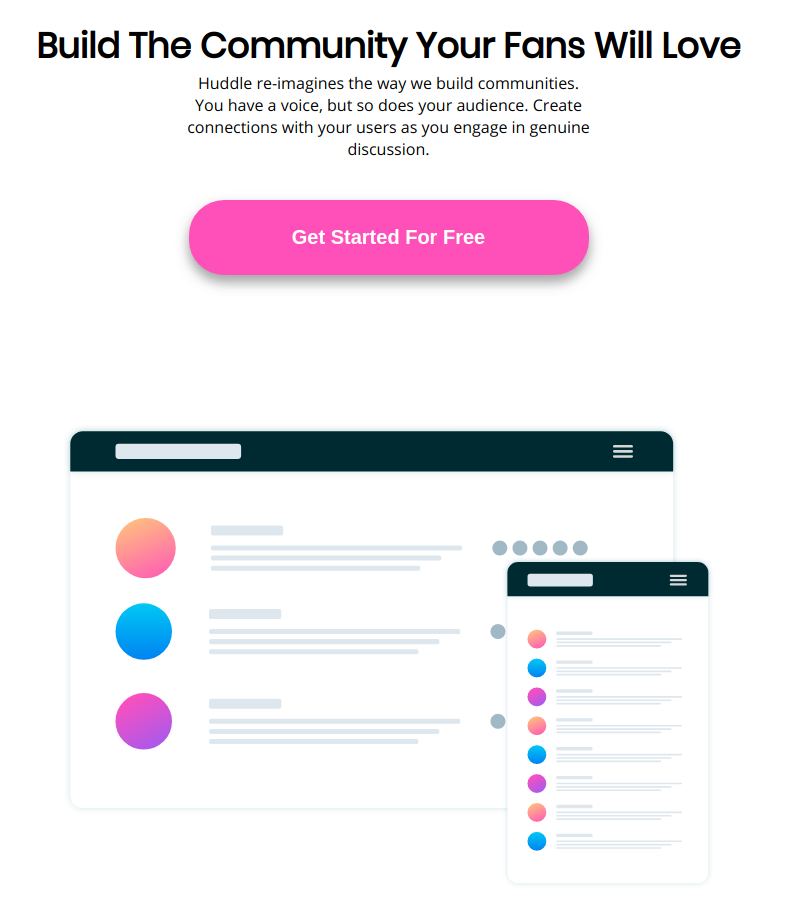 Build The Community Your Fans Will Love
Huddle re-imagines the way we build communities.
You have a voice, but so does your audience. Create
connections with your users as you engage in genuine
discussion.
Get Started For Free